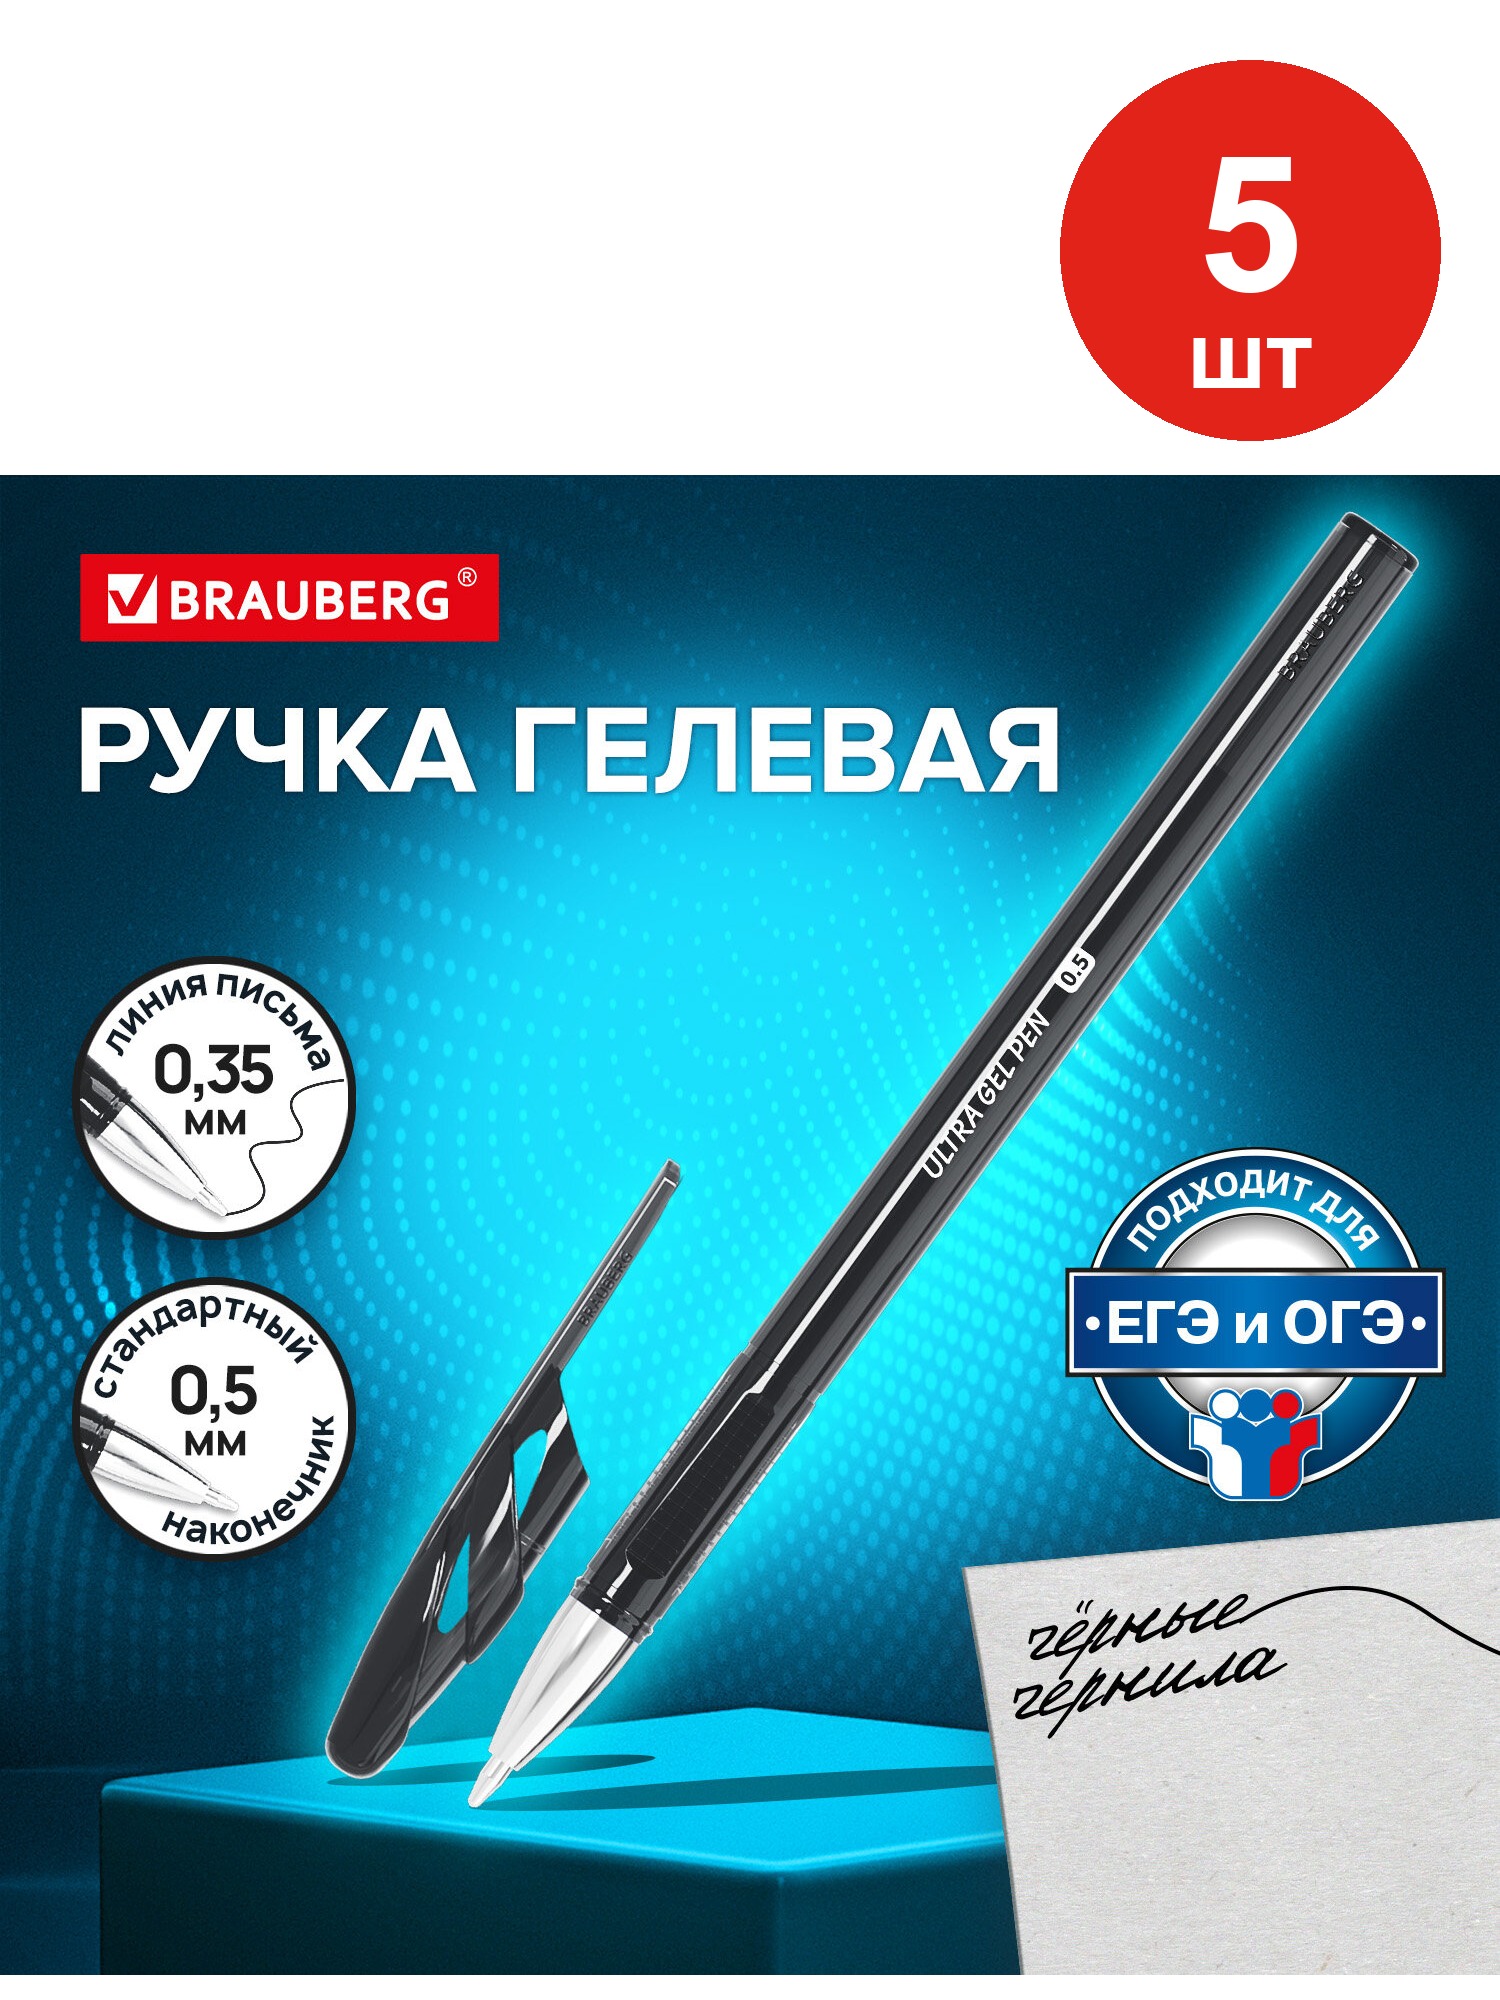 5
шт
BRAUBERG®
РУЧКА ГЕЛЕВАЯ
BRAUBERG
ULTRA GEL PEN 0.5
ЛИНИЯ ПИСЬМА
0,35
мм
BRAUBERG
ПОДХОДИТ ДЛЯ
•ЕГЭ и ОГЭ•
стандартный
0,5
мм
наконечник
чёрные
чернила